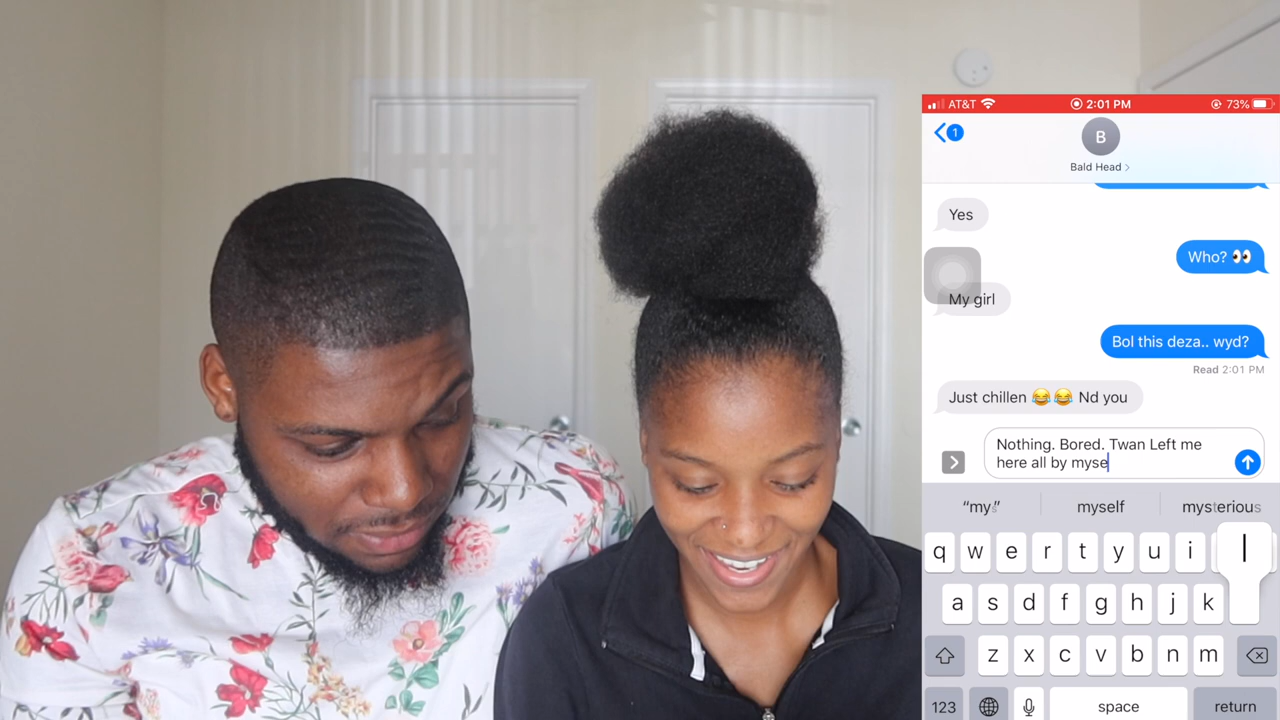 AT&T 2:01 PM 73%
1
B
Bald Head
Yes
Who? 👀
My girl
Bol this deza.. wyd?
Read 2:01 PM
Just chillen 😂😂 Nd you
Nothing. Bored. Twan Left me
here all by myse
“my” myself mysterious
q w e r t y u i l
a s d f g h j k
z x c v b n m
123 space return